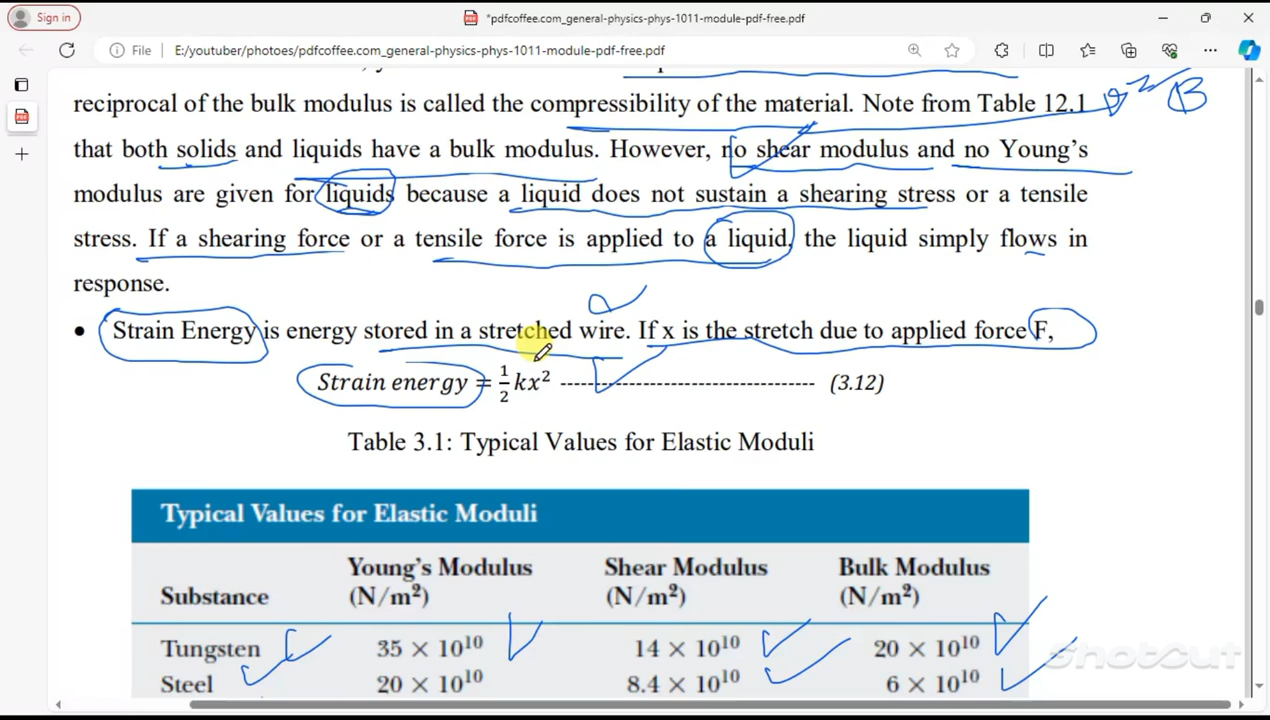 Sign in
*pdfcoffee.com_general-physics-phys-1011-module-pdf-free.pdf
File
E:/youtuber/photoes/pdfcoffee.com_general-physics-phys-1011-module-pdf-free.pdf
reciprocal of the bulk modulus is called the compressibility of the material. Note from Table 12.1
B
that both solids and liquids have a bulk modulus. However, no shear modulus and no Young's
modulus are given for liquids because a liquid does not sustain a shearing stress or a tensile
stress. If a shearing force or a tensile force is applied to a liquid, the liquid simply flows in
response.
• Strain Energy is energy stored in a stretched wire. If x is the stretch due to applied force F,
Strain energy = 1/2 kx² ---------------------------------- (3.12)
Table 3.1: Typical Values for Elastic Moduli
Typical Values for Elastic Moduli
Substance Young's Modulus (N/m²) Shear Modulus (N/m²) Bulk Modulus (N/m²)
Tungsten 35 × 10¹⁰ 14 × 10¹⁰ 20 × 10¹⁰
Steel 20 × 10¹⁰ 8.4 × 10¹⁰ 6 × 10¹⁰
shotcut